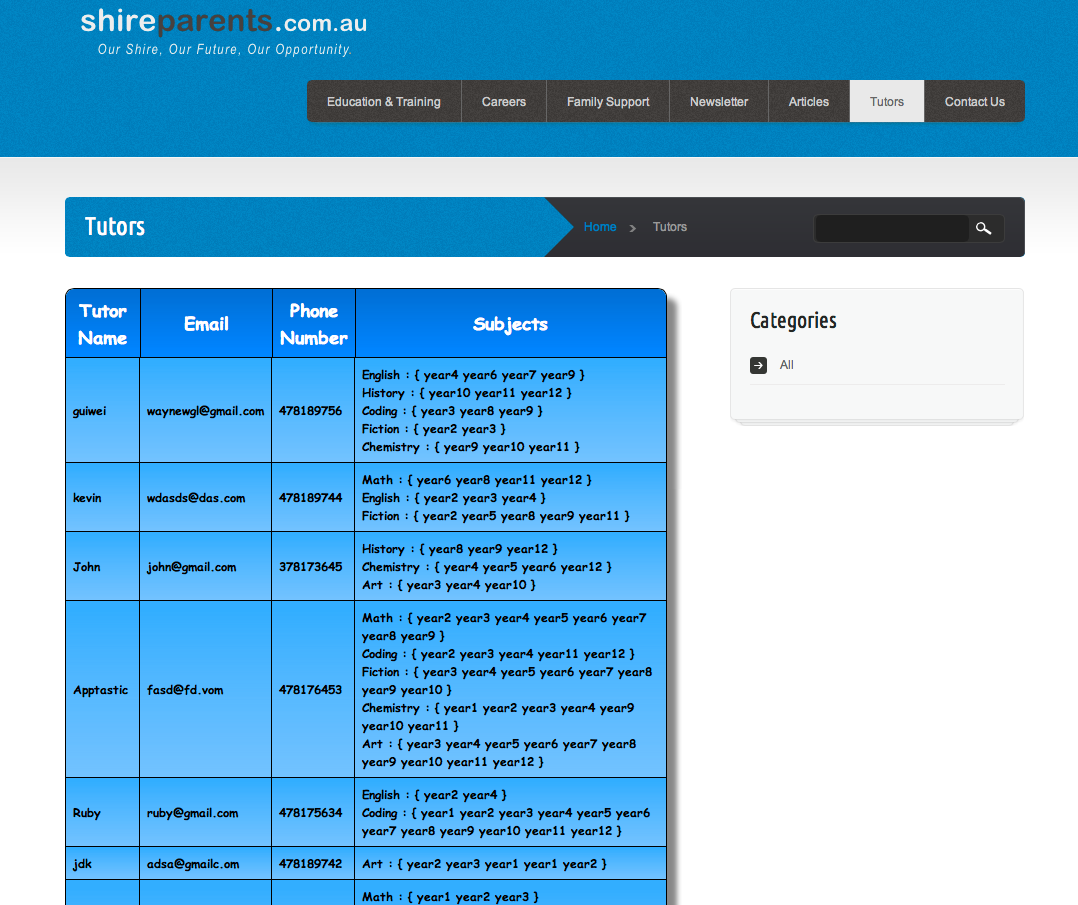 shireparents.com.au
Our Shire, Our Future, Our Opportunity.
Education & Training Careers Family Support Newsletter Articles Tutors Contact Us
Tutors
Home Tutors
Tutor Name Email Phone Number Subjects
guiwei waynewgl@gmail.com 478189756
English : { year4 year6 year7 year9 }
History : { year10 year11 year12 }
Coding : { year3 year8 year9 }
Fiction : { year2 year3 }
Chemistry : { year9 year10 year11 }
kevin wdasds@das.com 478189744
Math : { year6 year8 year11 year12 }
English : { year2 year3 year4 }
Fiction : { year2 year5 year8 year9 year11 }
John john@gmail.com 378173645
History : { year8 year9 year12 }
Chemistry : { year4 year5 year6 year12 }
Art : { year3 year4 year10 }
Apptastic fasd@fd.vom 478176453
Math : { year2 year3 year4 year5 year6 year7
year8 year9 }
Coding : { year2 year3 year4 year11 year12 }
Fiction : { year3 year4 year5 year6 year7 year8
year9 year10 }
Chemistry : { year1 year2 year3 year4 year9
year10 year11 }
Art : { year3 year4 year5 year6 year7 year8
year9 year10 year11 year12 }
Ruby ruby@gmail.com 478175634
English : { year2 year4 }
Coding : { year1 year2 year3 year4 year5 year6
year7 year8 year9 year10 year11 year12 }
jdk adsa@gmailc.om 478189742 Art : { year2 year3 year1 year1 year2 }
Math : { year1 year2 year3 }
Categories
All